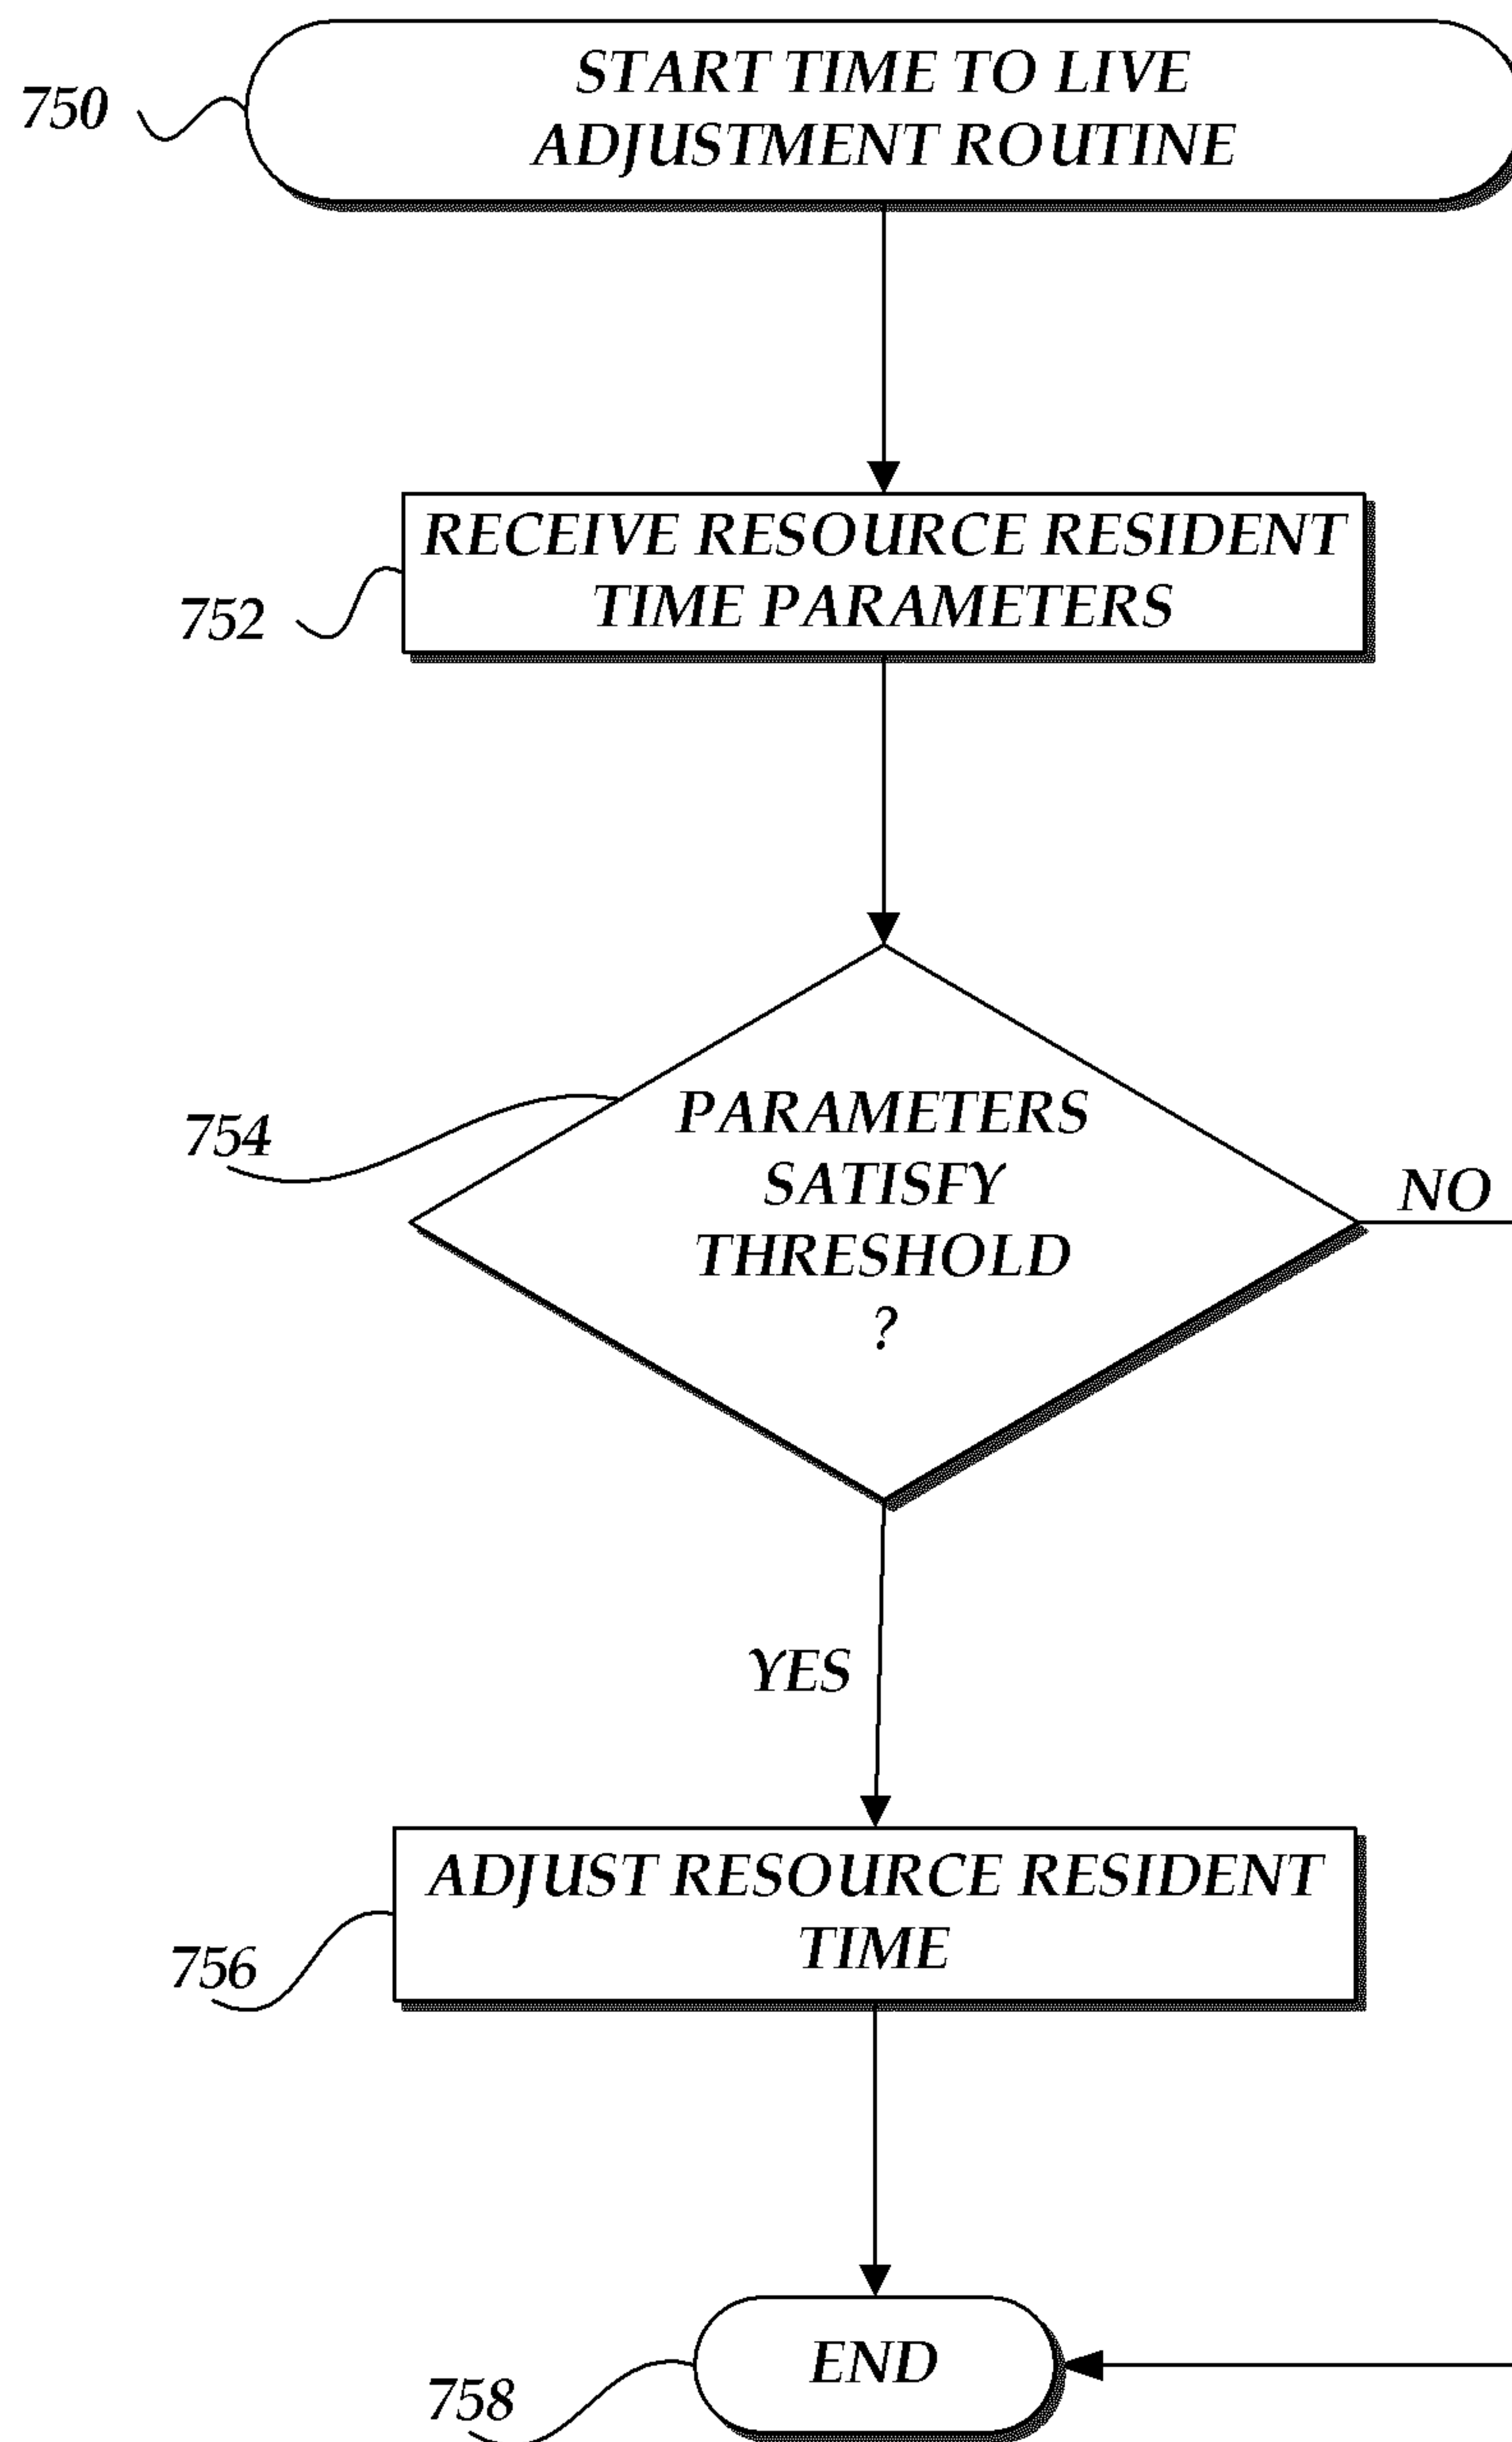 START TIME TO LIVE
ADJUSTMENT ROUTINE
750
RECEIVE RESOURCE RESIDENT
TIME PARAMETERS
752
PARAMETERS
SATISFY
THRESHOLD
?
754
NO
YES
ADJUST RESOURCE RESIDENT
TIME
756
END
758